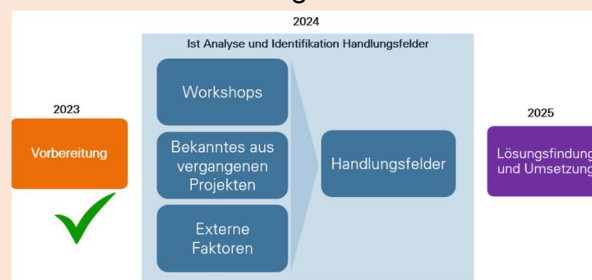 2024
Ist Analyse und Identifikation Handlungsfelder
2023
Vorbereitung
Workshops
Bekanntes aus
vergangenen
Projekten
Externe
Faktoren
Handlungsfelder
2025
Lösungsfindung
und Umsetzung